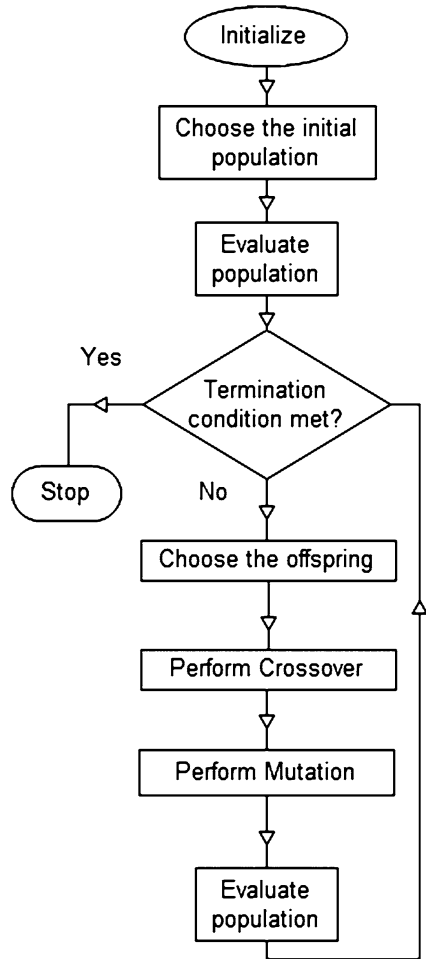 Initialize
Choose the initial
population
Evaluate
population
Yes
Termination
condition met?
Stop
No
Choose the offspring
Perform Crossover
Perform Mutation
Evaluate
population